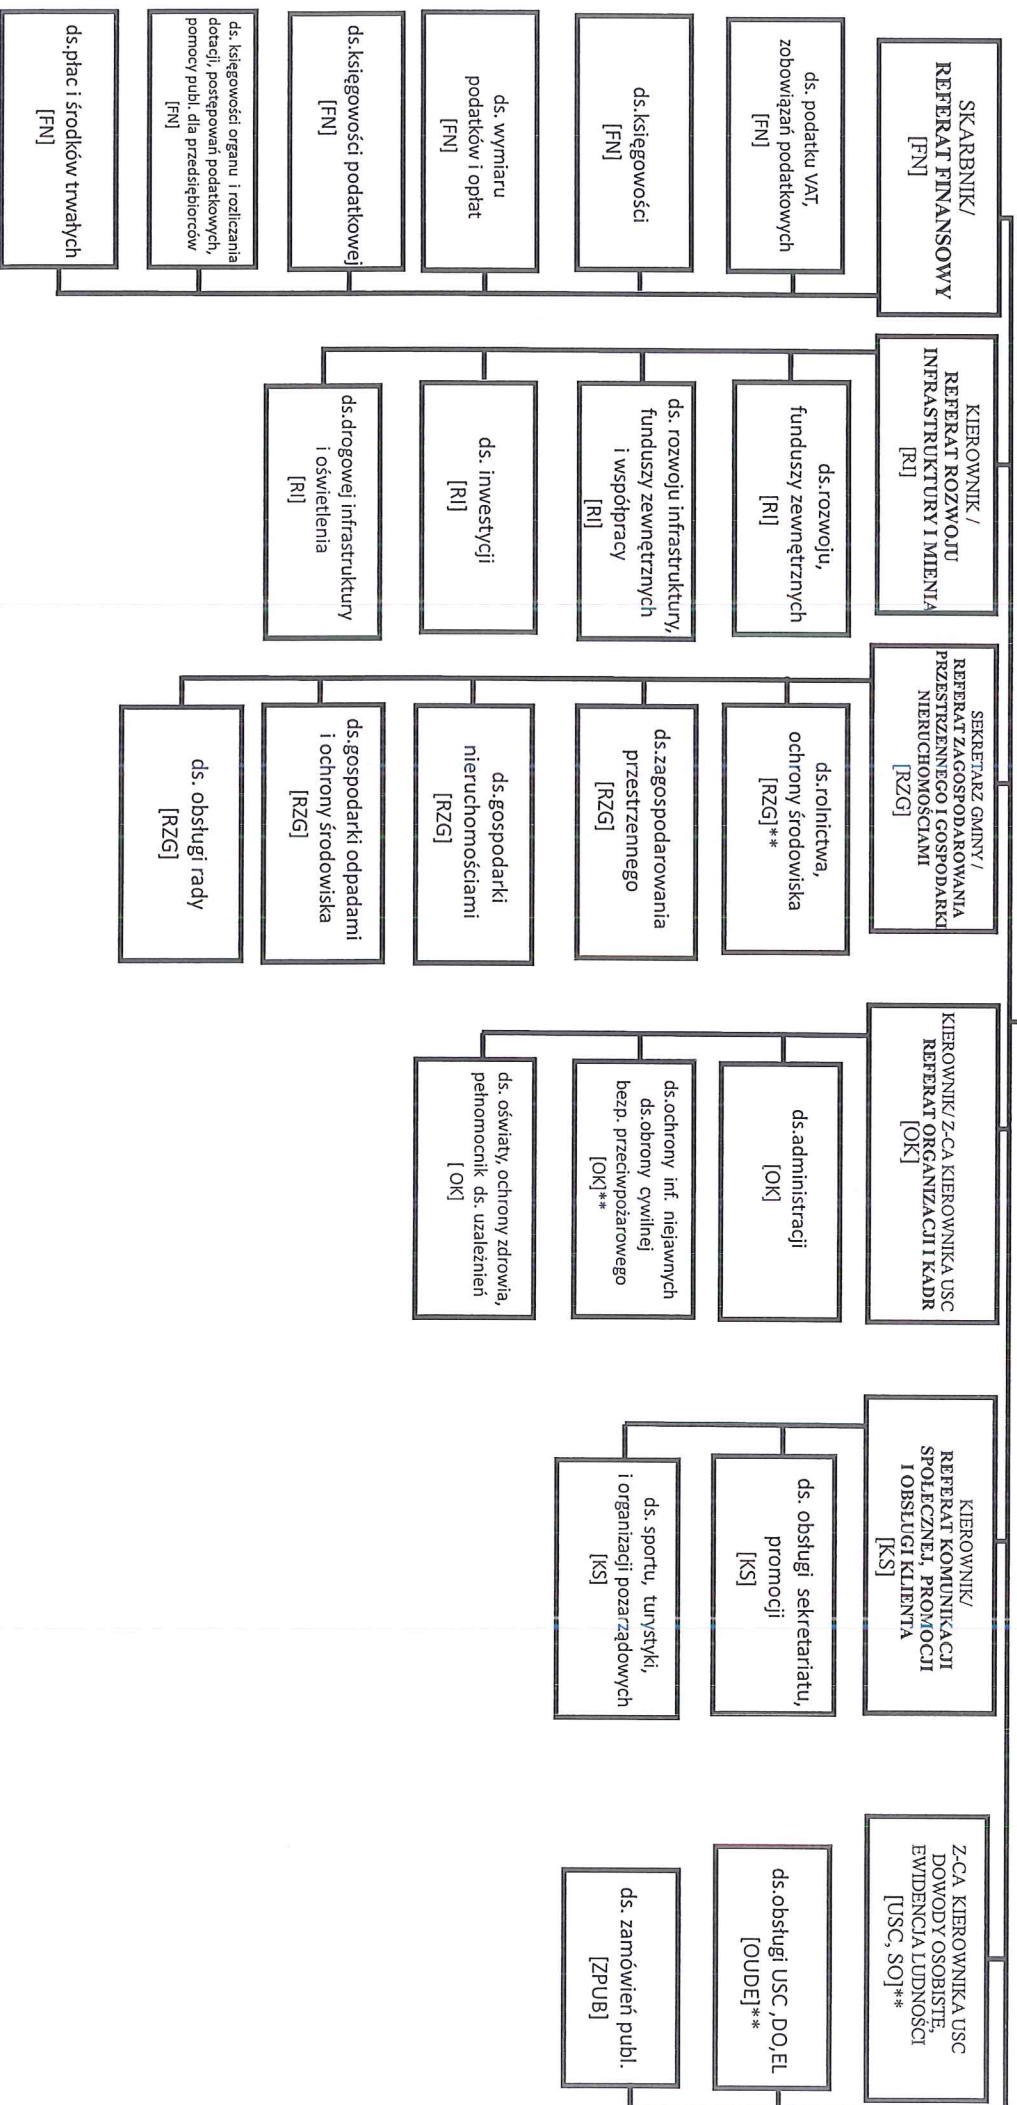 SKARBNIK/
REFERAT FINANSOWY
[FN]
ds. podatku VAT,
zobowiązań podatkowych
[FN]
ds.księgowości
[FN]
ds. wymiaru
podatków i opłat
[FN]
ds.księgowości podatkowej
[FN]
ds. księgowości organu i rozliczania
dotacji, postępowań podatkowych,
pomocy publ. dla przedsiębiorców
[FN]
ds.płac i środków trwałych
[FN]
KIEROWNIK /
REFERAT ROZWOJU
INFRASTRUKTURY I MIENIA
[RI]
ds.rozwoju,
funduszy zewnętrznych
[RI]
ds. rozwoju infrastruktury,
funduszy zewnętrznych
i współpracy
[RI]
ds. inwestycji
[RI]
ds.drogowej infrastruktury
i oświetlenia
[RI]
SEKRETARZ GMINY /
REFERAT ZAGOSPODAROWANIA
PRZESTRZENNEGO I GOSPODARKI
NIERUCHOMOŚCIAMI
[RZG]
ds.rolnictwa,
ochrony środowiska
[RZG]**
ds.zagospodarowania
przestrzennego
[RZG]
ds.gospodarki
nieruchomościami
[RZG]
ds.gospodarki odpadami
i ochrony środowiska
[RZG]
ds. obsługi rady
[RZG]
KIEROWNIK/ Z-CA KIEROWNIKA USC
REFERAT ORGANIZACJI I KADR
[OK]
ds.administracji
[OK]
ds.ochrony inf. niejawnych
ds.obrony cywilnej
bezp. przeciwpożarowego
[OK]**
ds. oświaty, ochrony zdrowia,
pełnomocnik ds. uzależnień
[ OK]
KIEROWNIK/
REFERAT KOMUNIKACJI
SPOŁECZNEJ, PROMOCJI
I OBSŁUGI KLIENTA
[KS]
ds. obsługi sekretariatu,
promocji
[KS]
ds. sportu, turystyki,
i organizacji pozarządowych
[KS]
Z-CA KIEROWNIKA USC
DOWODY OSOBISTE,
EWIDENCJA LUDNOŚCI
[USC, SO]**
ds.obsługi USC ,DO,EL
[OUDE]**
ds. zamówień publ.
[ZPUB]